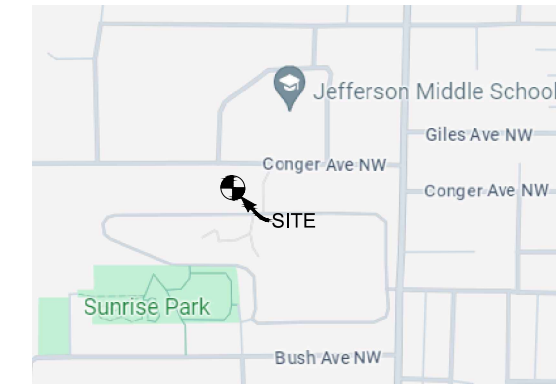 Jefferson Middle School
Giles Ave NW
Conger Ave NW
Conger Ave NW
SITE
Sunrise Park
Bush Ave NW